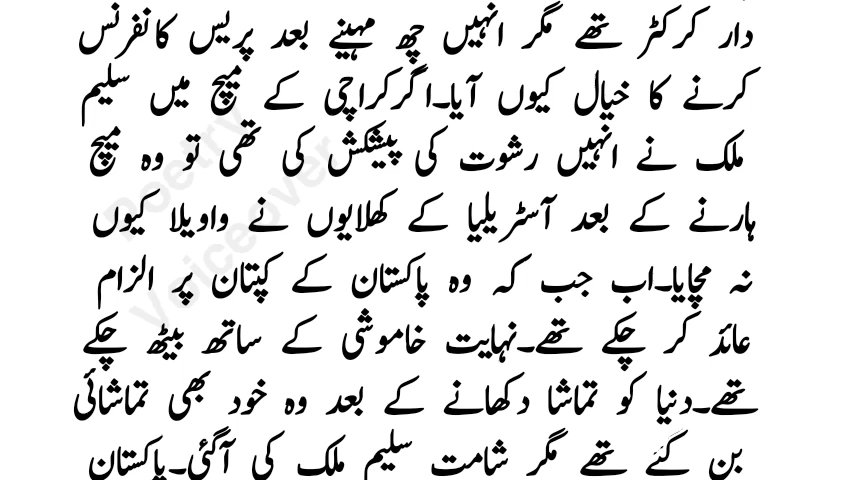 دار کرکٹر تھے مگر انہیں چھ مہینے بعد پریس کانفرنس
کرنے کا خیال کیوں آیا۔اگرکراچی کے میچ میں سلیم
ملک نے انہیں رشوت کی پیشکش کی تھی تو وہ میچ
ہارنے کے بعد آسٹریلیا کے کھلایوں نے واویلا کیوں
نہ مچایا۔اب جب کہ وہ پاکستان کے کپتان پر الزام
عائد کر چکے تھے۔نہایت خاموشی کے ساتھ بیٹھ چکے
تھے۔دنیا کو تماشا دکھانے کے بعد وہ خود بھی تماشائی
بن گئے تھے مگر شامت سلیم ملک کی آگئی۔پاکستان
Poetry
Voiceover